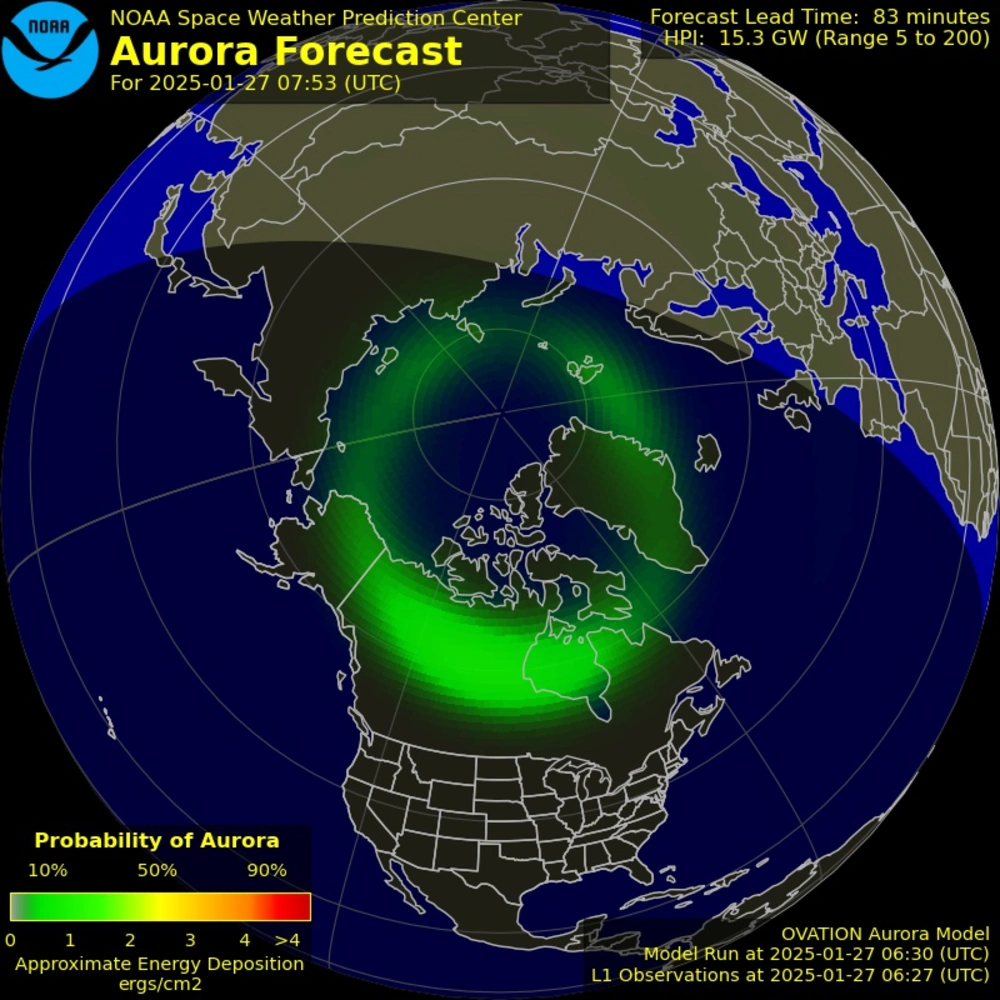 NOAA
NOAA Space Weather Prediction Center
Aurora Forecast
For 2025-01-27 07:53 (UTC)
Forecast Lead Time: 83 minutes
HPI: 15.3 GW (Range 5 to 200)
Probability of Aurora
10% 50% 90%
0 1 2 3 4 >4
Approximate Energy Deposition
ergs/cm2
OVATION Aurora Model
Model Run at 2025-01-27 06:30 (UTC)
L1 Observations at 2025-01-27 06:27 (UTC)